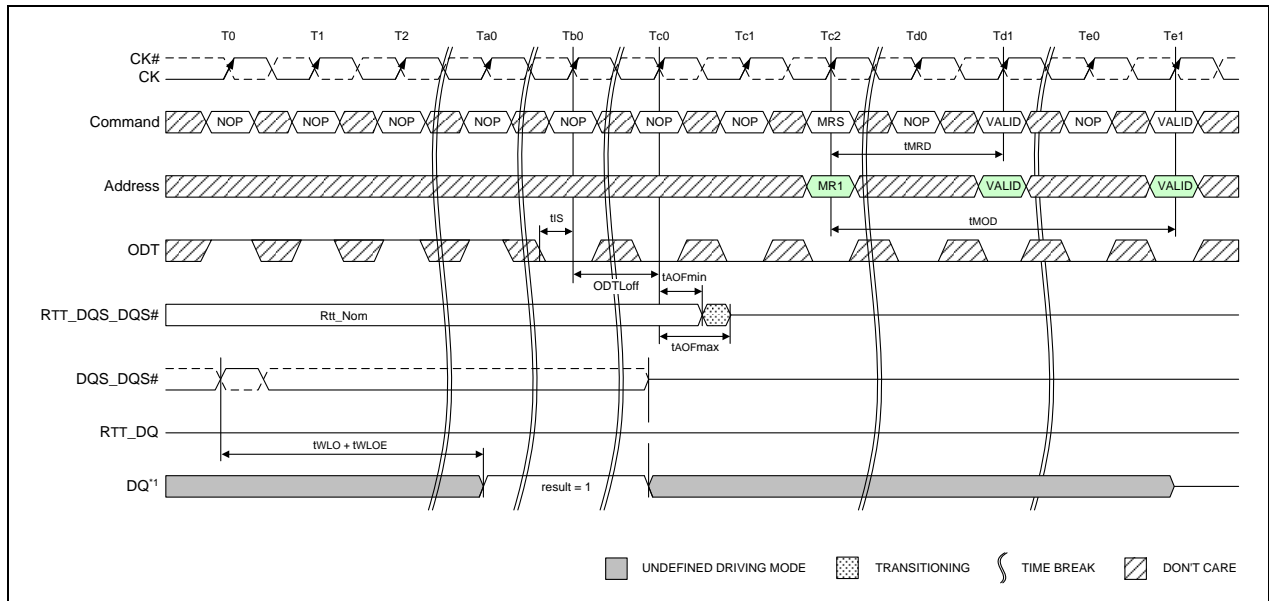 T0 T1 T2 Ta0 Tb0 Tc0 Tc1 Tc2 Td0 Td1 Te0 Te1
CK#
CK
Command NOP NOP NOP NOP NOP NOP NOP MRS NOP VALID NOP VALID
tMRD
Address MR1 VALID VALID
tIS
tMOD
ODT
tAOFmin
ODTLoff
RTT_DQS_DQS# Rtt_Nom
tAOFmax
DQS_DQS#
RTT_DQ
tWLO + tWLOE
DQ*1 result = 1
UNDEFINED DRIVING MODE TRANSITIONING TIME BREAK DON'T CARE